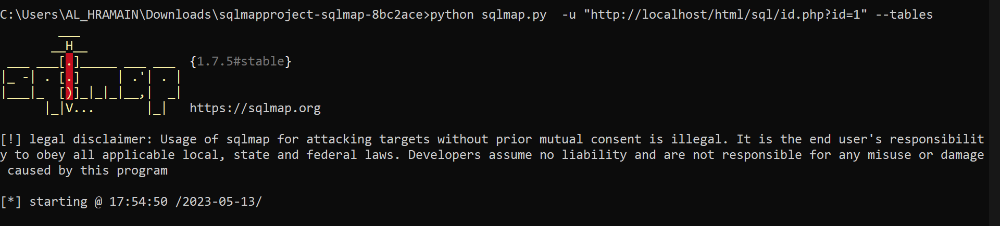 C:\Users\AL_HRAMAIN\Downloads\sqlmapproject-sqlmap-8bc2ace>python sqlmap.py  -u "http://localhost/html/sql/id.php?id=1" --tables
        ___
       __H__
 ___ ___[.]_____ ___ ___  {1.7.5#stable}
|_ -| . [.]     | .'| . |
|___|_  [)]_|_|_|__,|  _|
      |_|V...       |_|   https://sqlmap.org
[!] legal disclaimer: Usage of sqlmap for attacking targets without prior mutual consent is illegal. It is the end user's responsibilit
y to obey all applicable local, state and federal laws. Developers assume no liability and are not responsible for any misuse or damage
 caused by this program
[*] starting @ 17:54:50 /2023-05-13/